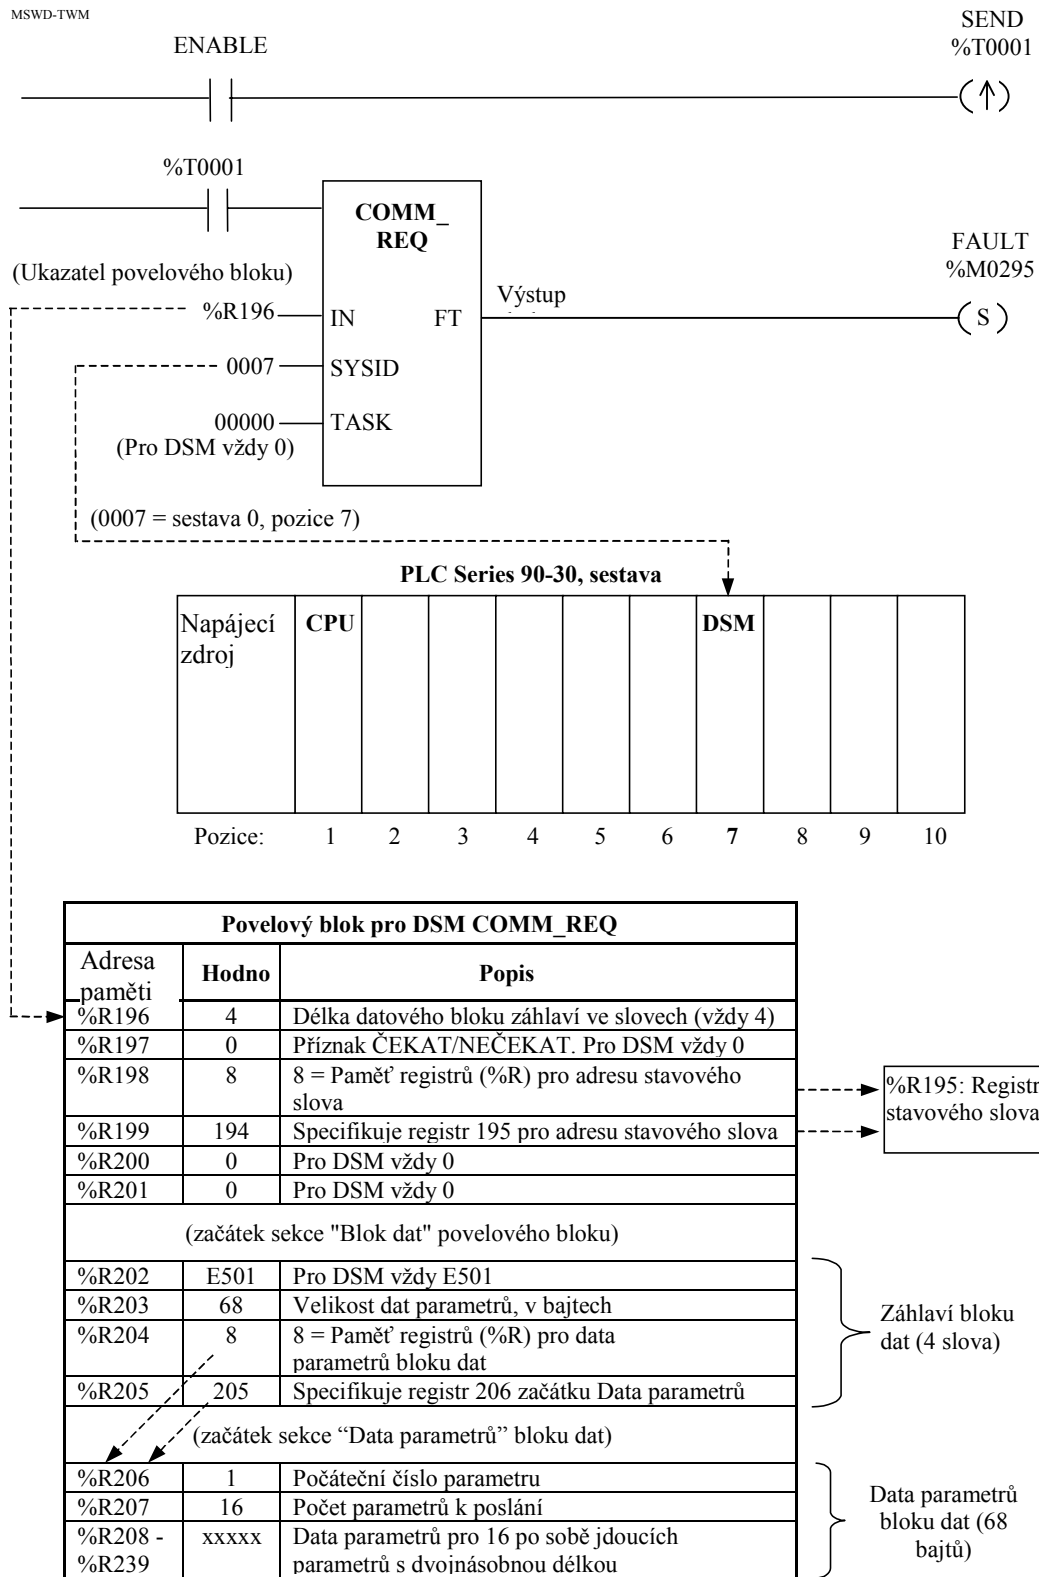 MSWD-TWM
SEND
%T0001
ENABLE
%T0001
COMM_
REQ
FAULT
%M0295
(Ukazatel povelového bloku)
Výstup
%R196
IN
FT
S
0007
SYSID
00000
TASK
(Pro DSM vždy 0)
(0007 = sestava 0, pozice 7)
PLC Series 90-30, sestava
Napájecí
zdroj
CPU
DSM
Pozice: 1 2 3 4 5 6 7 8 9 10
Povelový blok pro DSM COMM_REQ
Adresa
paměti
Hodno
Popis
%R196 4 Délka datového bloku záhlaví ve slovech (vždy 4)
%R197 0 Příznak ČEKAT/NEČEKAT. Pro DSM vždy 0
%R198 8 8 = Paměť registrů (%R) pro adresu stavového
slova
%R195: Registr
stavového slova
%R199 194 Specifikuje registr 195 pro adresu stavového slova
%R200 0 Pro DSM vždy 0
%R201 0 Pro DSM vždy 0
(začátek sekce "Blok dat" povelového bloku)
%R202 E501 Pro DSM vždy E501
%R203 68 Velikost dat parametrů, v bajtech
%R204 8 8 = Paměť registrů (%R) pro data
parametrů bloku dat
%R205 205 Specifikuje registr 206 začátku Data parametrů
Záhlaví bloku
dat (4 slova)
(začátek sekce “Data parametrů” bloku dat)
%R206 1 Počáteční číslo parametru
%R207 16 Počet parametrů k poslání
%R208 - xxxxx Data parametrů pro 16 po sobě jdoucích
%R239 parametrů s dvojnásobnou délkou
Data parametrů
bloku dat (68
bajtů)